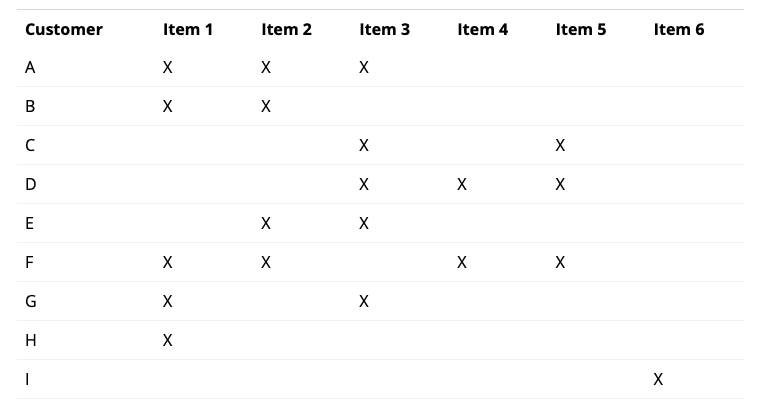 Customer Item 1 Item 2 Item 3 Item 4 Item 5 Item 6
A X X X
B X X
C X X
D X X X
E X X
F X X X X
G X X
H X
I X